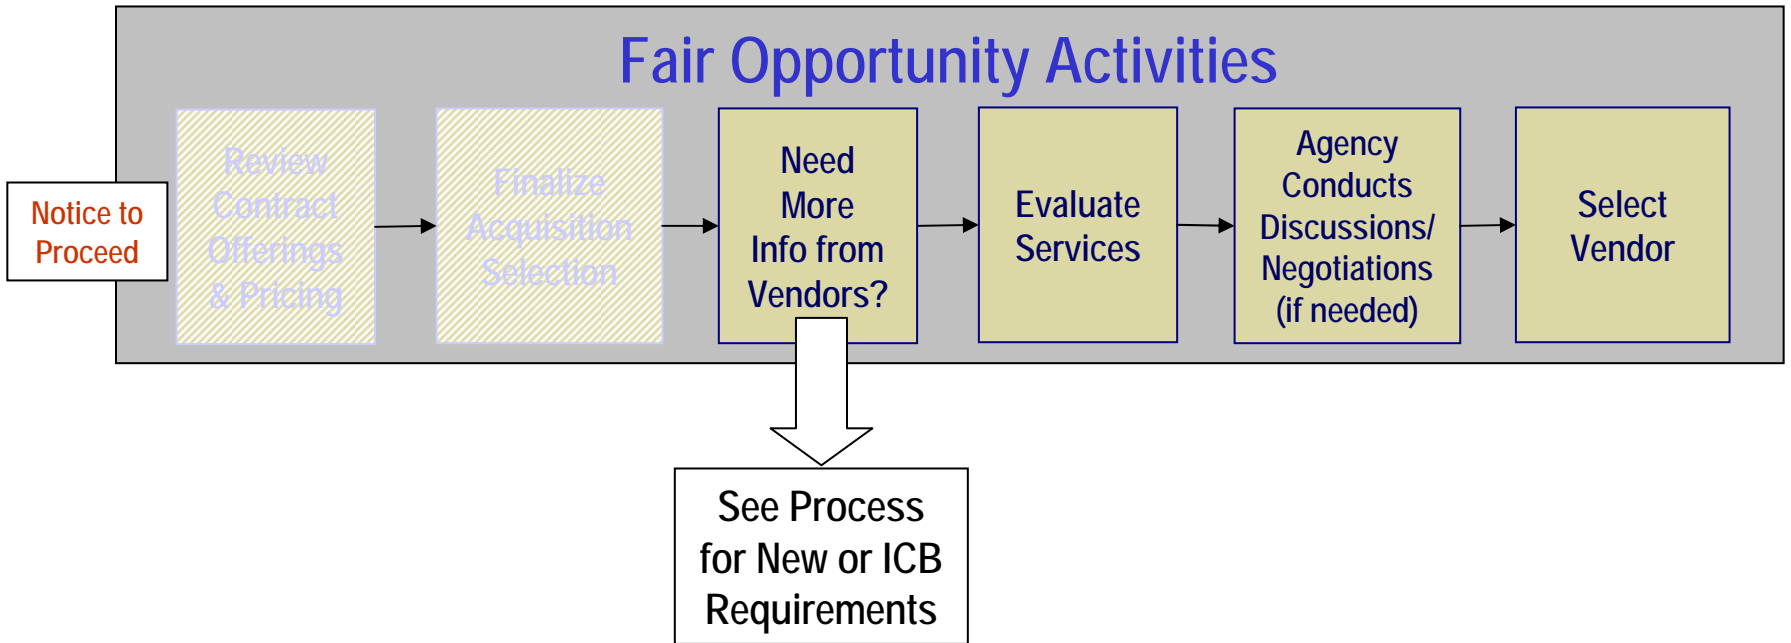 Fair Opportunity Activities
Notice to
Proceed
Review
Contract
Offerings
& Pricing
Finalize
Acquisition
Selection
Need
More
Info from
Vendors?
Evaluate
Services
Agency
Conducts
Discussions/
Negotiations
(if needed)
Select
Vendor
See Process
for New or ICB
Requirements